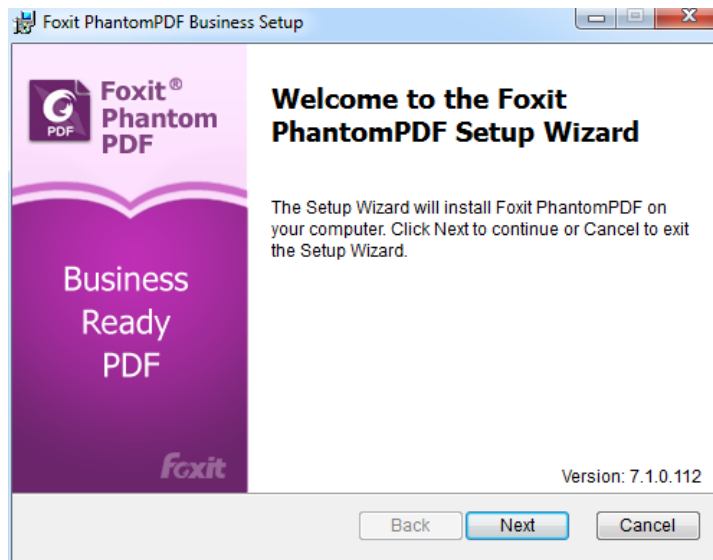 Foxit PhantomPDF Business Setup
Foxit®
Phantom
PDF
PDF
Welcome to the Foxit
PhantomPDF Setup Wizard
The Setup Wizard will install Foxit PhantomPDF on
your computer. Click Next to continue or Cancel to exit
the Setup Wizard.
Business
Ready
PDF
Foxit
Version: 7.1.0.112
Back
Next
Cancel